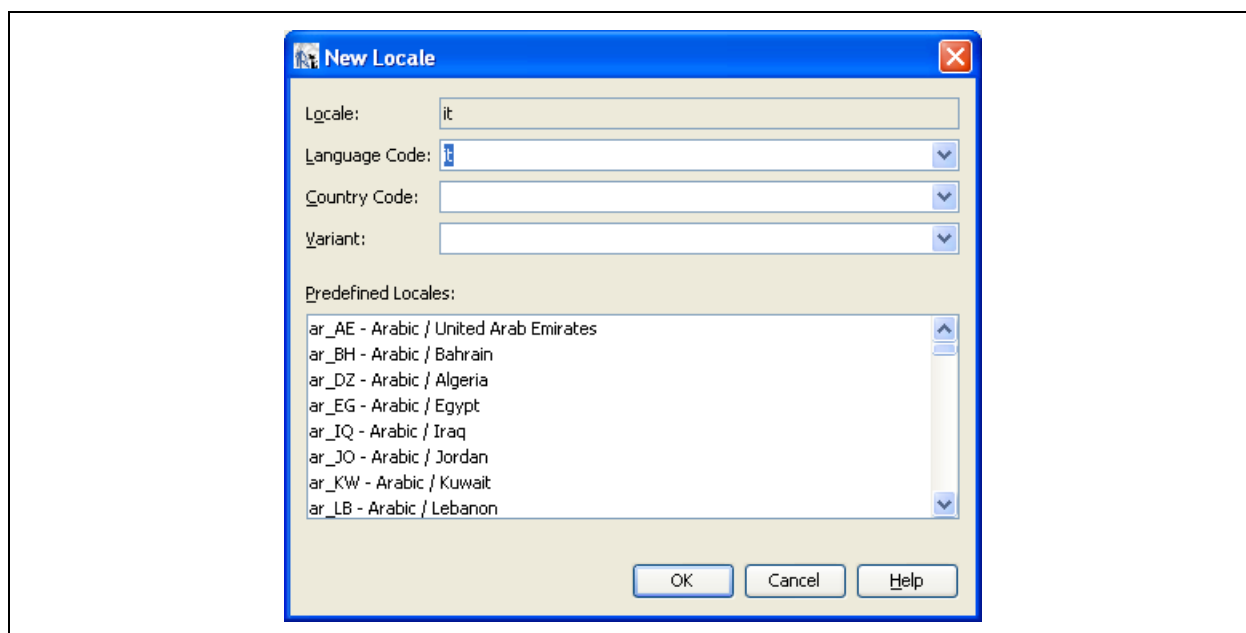 New Locale
Locale: it
Language Code: it
Country Code:
Variant:
Predefined Locales:
ar_AE - Arabic / United Arab Emirates
ar_BH - Arabic / Bahrain
ar_DZ - Arabic / Algeria
ar_EG - Arabic / Egypt
ar_IQ - Arabic / Iraq
ar_JO - Arabic / Jordan
ar_KW - Arabic / Kuwait
ar_LB - Arabic / Lebanon
OK Cancel Help